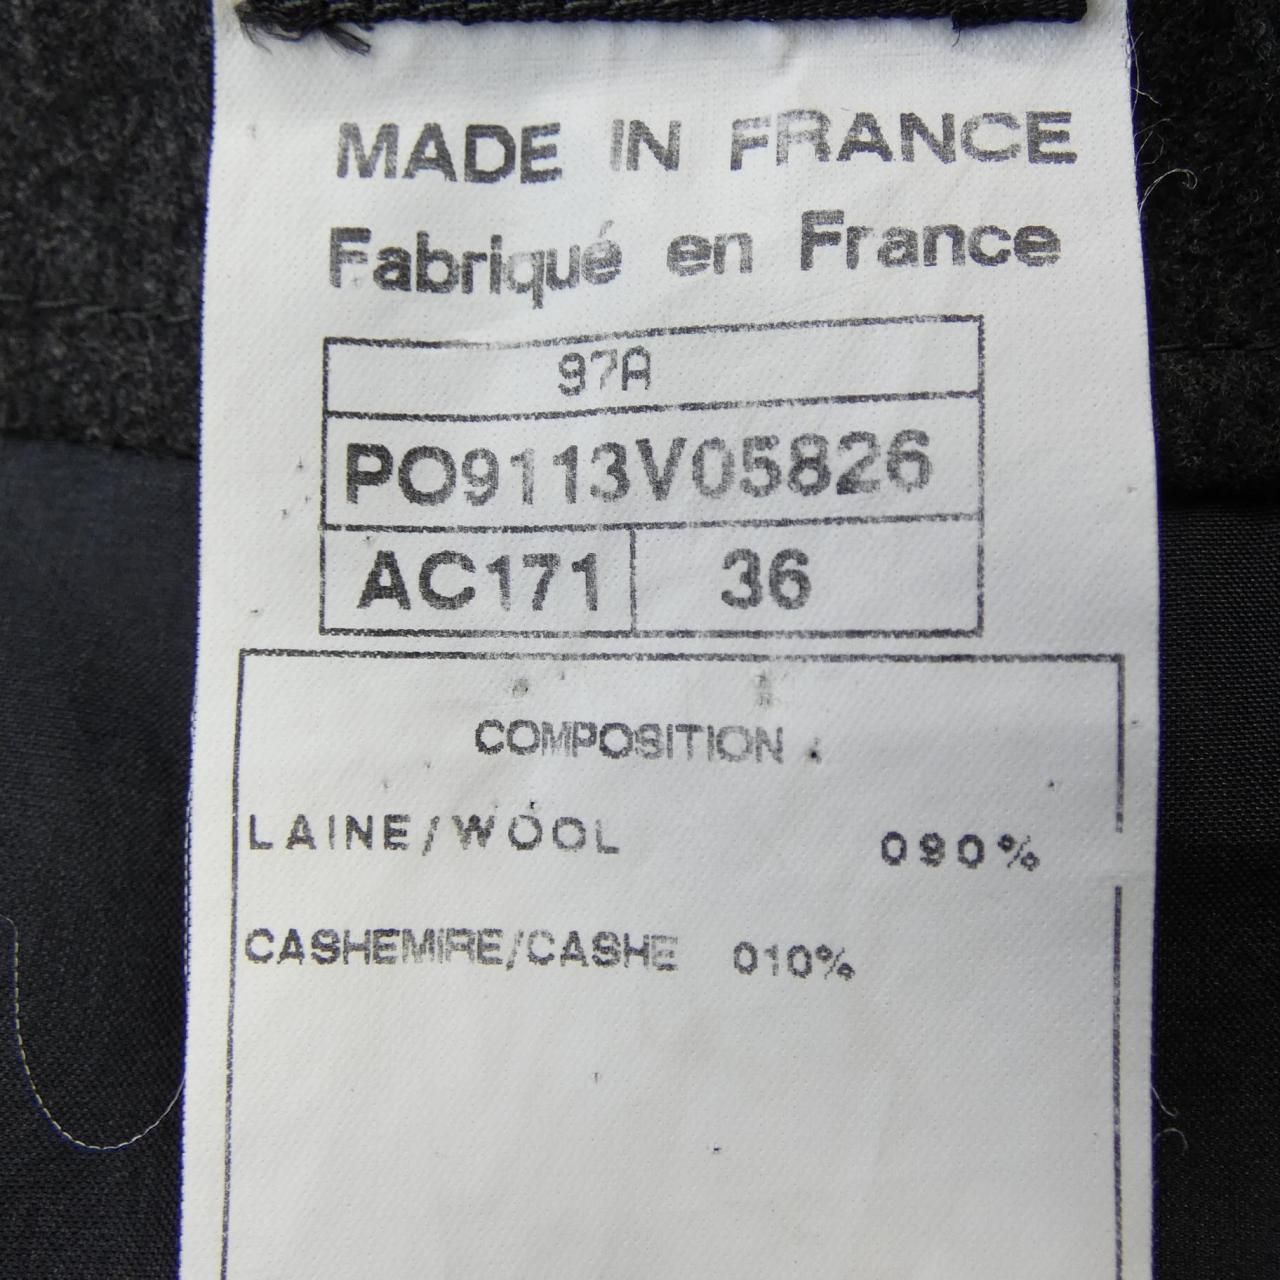 MADE IN FRANCE
Fabriqué en France
97A
PO9113V05826
AC171 36
COMPOSITION :
LAINE/WOOL 090%
CASHEMIRE/CASHE 010%